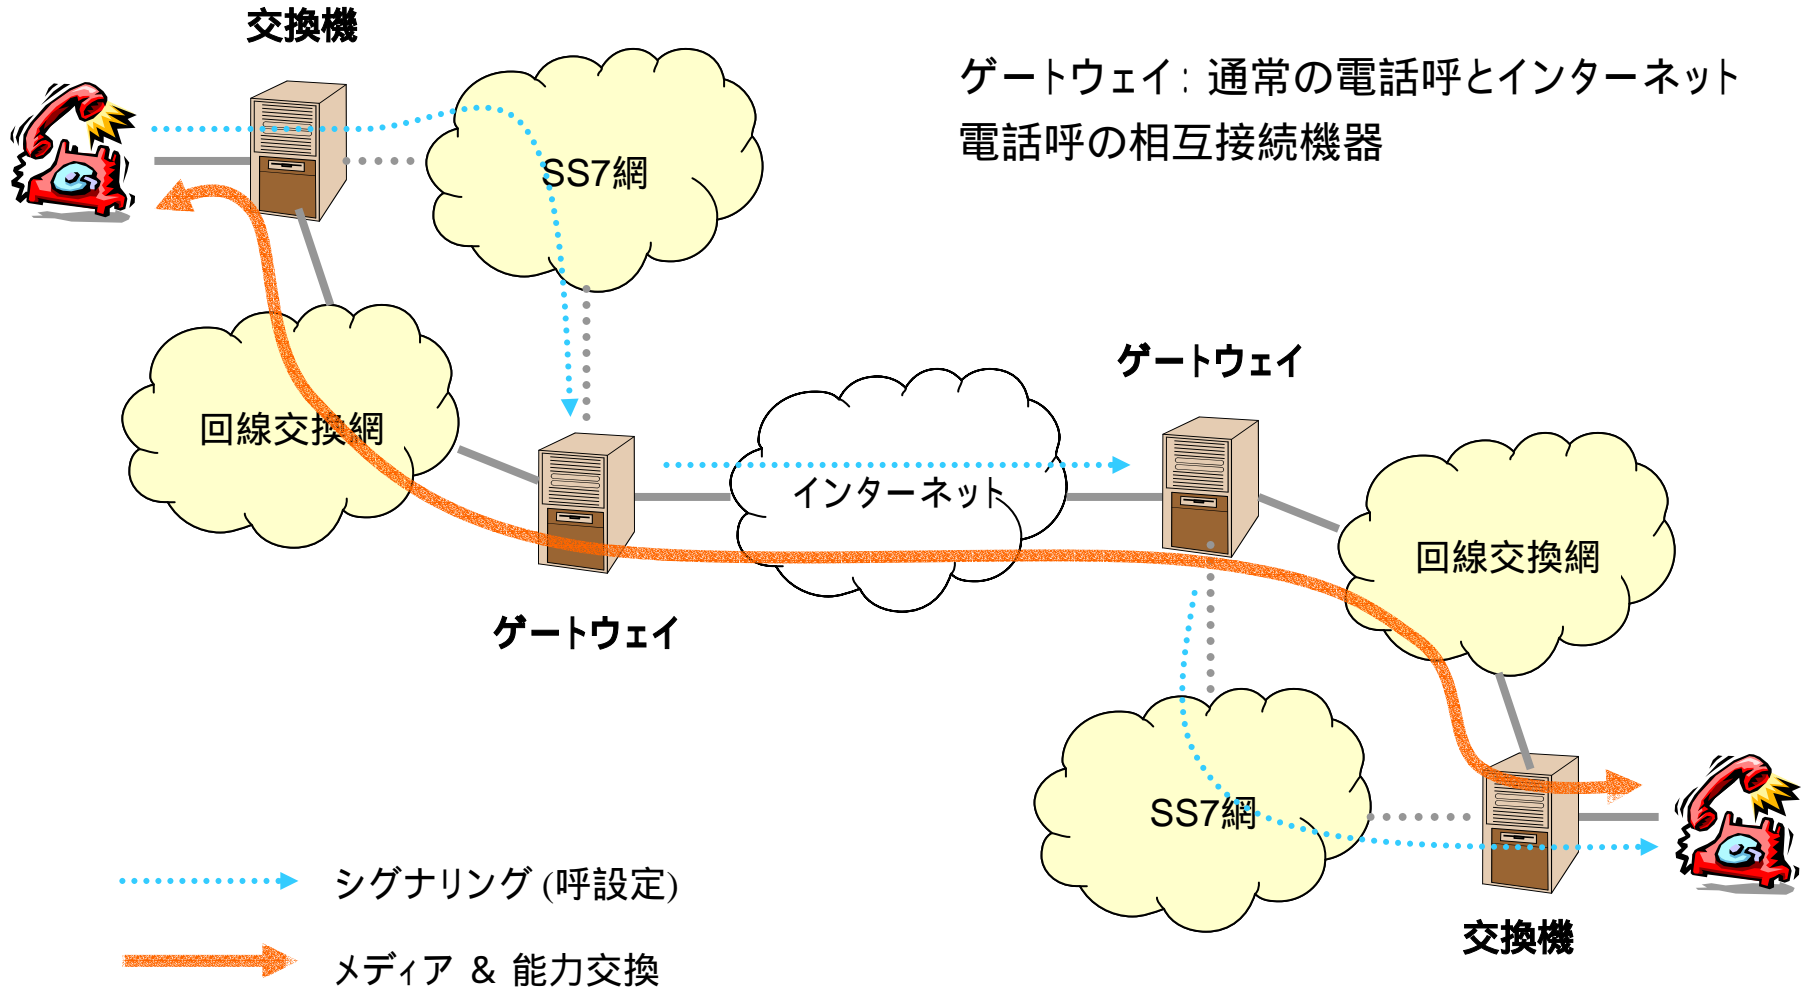 交換機
ゲートウェイ: 通常の電話呼とインターネット
電話呼の相互接続機器
SS7網
ゲートウェイ
回線交換網
インターネット
回線交換網
ゲートウェイ
SS7網
シグナリング (呼設定)
交換機
メディア & 能力交換